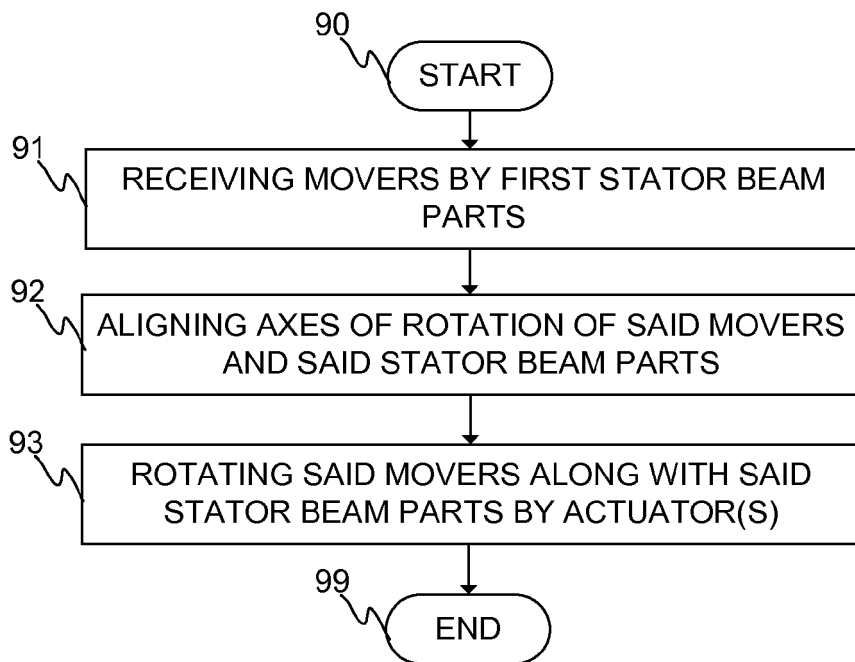 90
START
91
RECEIVING MOVERS BY FIRST STATOR BEAM
PARTS
92
ALIGNING AXES OF ROTATION OF SAID MOVERS
AND SAID STATOR BEAM PARTS
93
ROTATING SAID MOVERS ALONG WITH SAID
STATOR BEAM PARTS BY ACTUATOR(S)
99
END